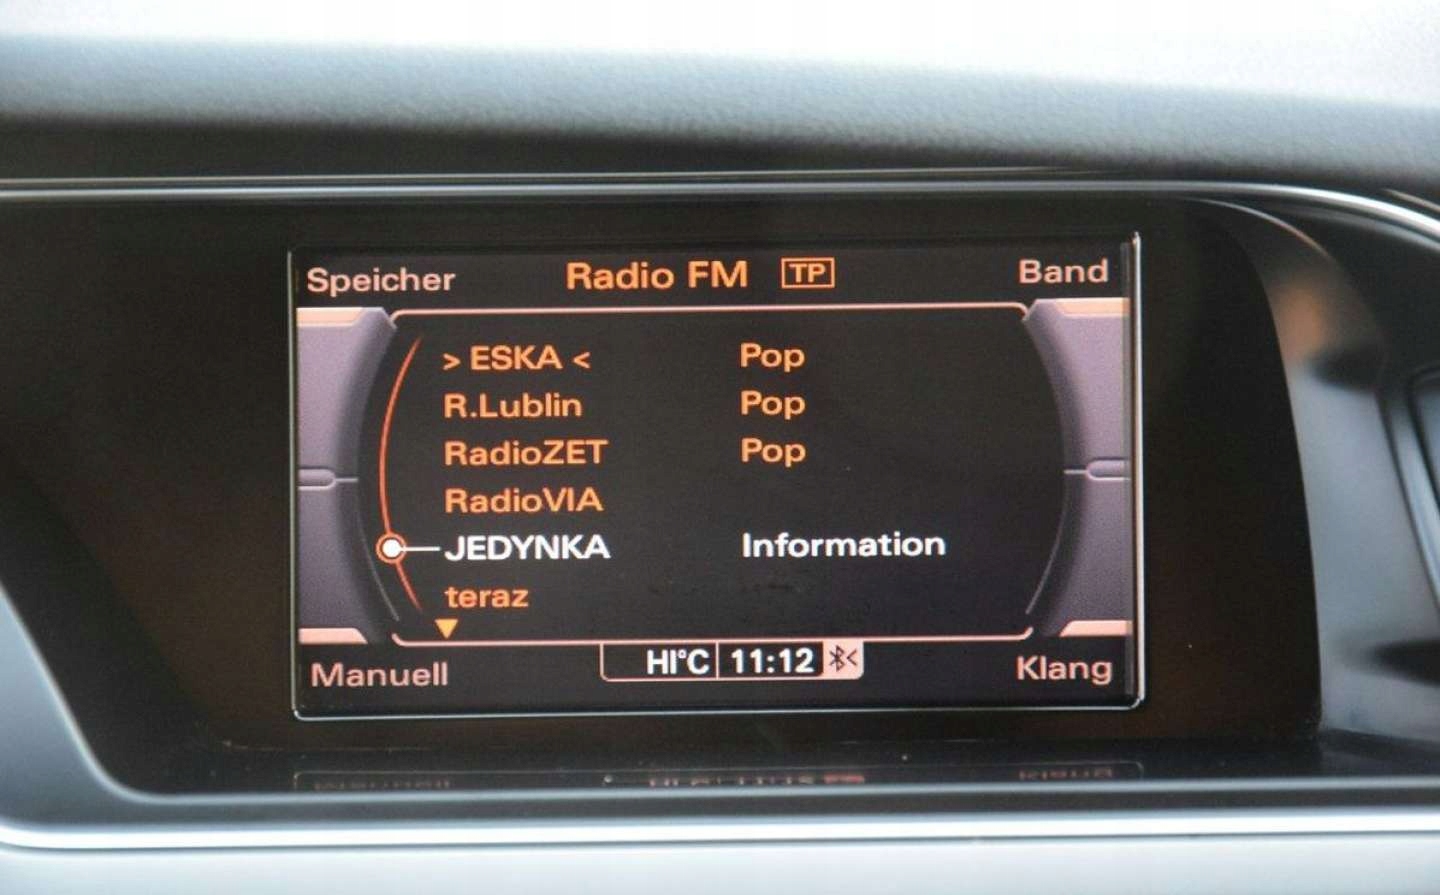 Speicher Radio FM TP Band
> ESKA < Pop
R.Lublin Pop
RadioZET Pop
RadioVIA
JEDYNKA Information
teraz
Manuell HI°C 11:12 Klang